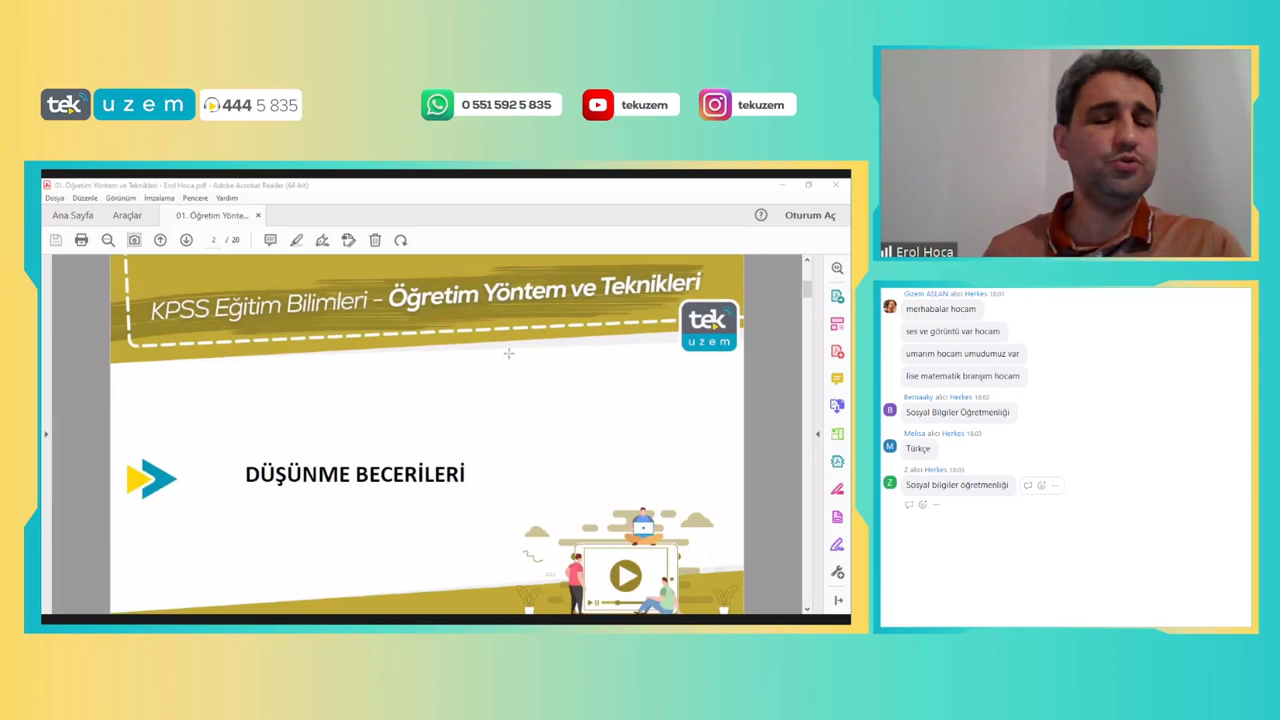 tek uzem 444 5 835
0 551 592 5 835
tekuzem
tekuzem
01. Öğretim Yöntem ve Teknikleri - Erol Hoca.pdf - Adobe Acrobat Reader (64-bit)
Dosya Düzenle Görünüm İmzalama Pencere Yardım
Ana Sayfa Araçlar 01. Öğretim Yönte... × Oturum Aç
2 / 20
KPSS Eğitim Bilimleri - Öğretim Yöntem ve Teknikleri
tek
uzem
DÜŞÜNME BECERİLERİ
Erol Hoca
Gizem ASLAN alıcı Herkes 18:01
merhabalar hocam
ses ve görüntü var hocam
umarım hocam umudumuz var
lise matematik branşım hocam
Bernaaky alıcı Herkes 18:02
B
Sosyal Bilgiler Öğretmenliği
Melisa alıcı Herkes 18:03
M
Türkçe
Z alıcı Herkes 18:03
Z
Sosyal bilgiler öğretmenliği